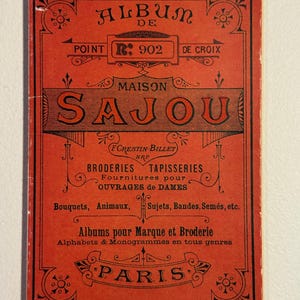 ALBUM
DE
POINT Nº 902 DE CROIX
MAISON
SAJOU
F. CRESTIN-BILLET
BRODERIES TAPISSERIES
Fournitures pour
OUVRAGES de DAMES
Bouquets, Animaux, Sujets, Bandes, Semés, etc.
Albums pour Marque et Broderie
Alphabets & Monogrammes en tous genres
PARIS